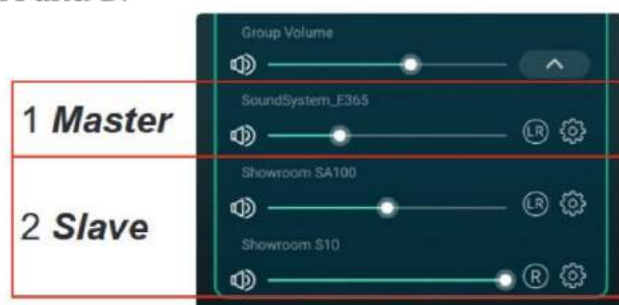 Group Volume
1 Master
SoundSystem_E365
LR
2 Slave
Showroom SA100
LR
Showroom S10
R